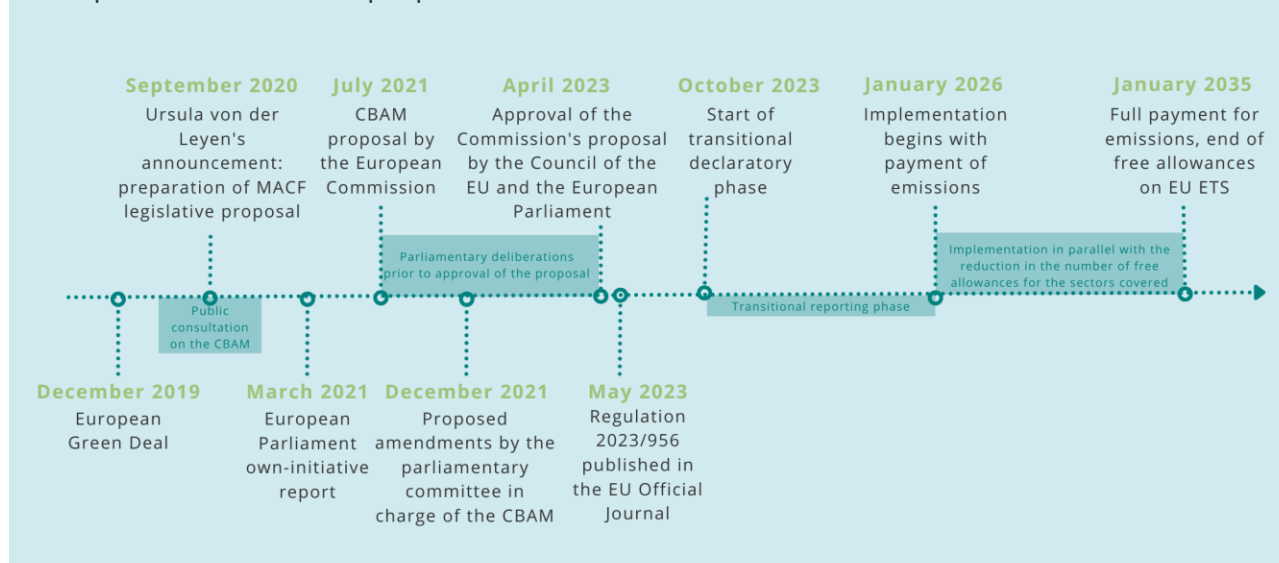 September 2020
Ursula von der
Leyen's
announcement:
preparation of MACF
legislative proposal
July 2021
CBAM
proposal by
the European
Commission
April 2023
Approval of the
Commission's proposal
by the Council of the
EU and the European
Parliament
October 2023
Start of
transitional
declaratory
phase
January 2026
Implementation
begins with
payment of
emissions
January 2035
Full payment for
emissions, end of
free allowances
on EU ETS
Parliamentary deliberations
prior to approval of the proposal
Implementation in parallel with the
reduction in the number of free
allowances for the sectors covered
Public
consultation
on the CBAM
Transitional reporting phase
December 2019
European
Green Deal
March 2021
European
Parliament
own-initiative
report
December 2021
Proposed
amendments by the
parliamentary
committee in
charge of the CBAM
May 2023
Regulation
2023/956
published in
the EU Official
Journal